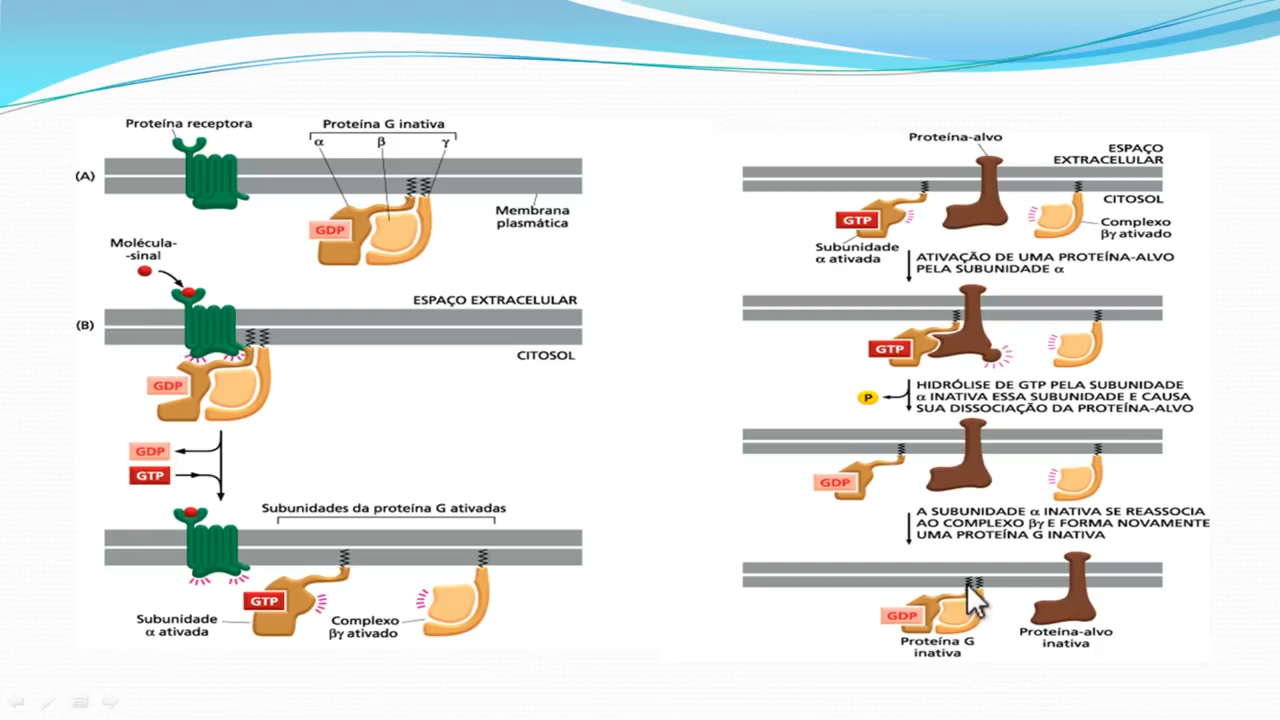 Proteína receptora
Proteína G inativa
α
β
γ
(A)
GDP
Membrana
plasmática
Molécula-
-sinal
ESPAÇO EXTRACELULAR
(B)
CITOSOL
GDP
GDP
GTP
Subunidades da proteína G ativadas
GTP
Subunidade
α ativada
Complexo
βγ ativado
Proteína-alvo
ESPAÇO
EXTRACELULAR
CITOSOL
GTP
Complexo
βγ ativado
Subunidade
α ativada
ATIVAÇÃO DE UMA PROTEÍNA-ALVO
PELA SUBUNIDADE α
GTP
HIDRÓLISE DE GTP PELA SUBUNIDADE
α INATIVA ESSA SUBUNIDADE E CAUSA
SUA DISSOCIAÇÃO DA PROTEÍNA-ALVO
P
GDP
A SUBUNIDADE α INATIVA SE REASSOCIA
AO COMPLEXO βγ E FORMA NOVAMENTE
UMA PROTEÍNA G INATIVA
GDP
Proteína G
inativa
Proteína-alvo
inativa